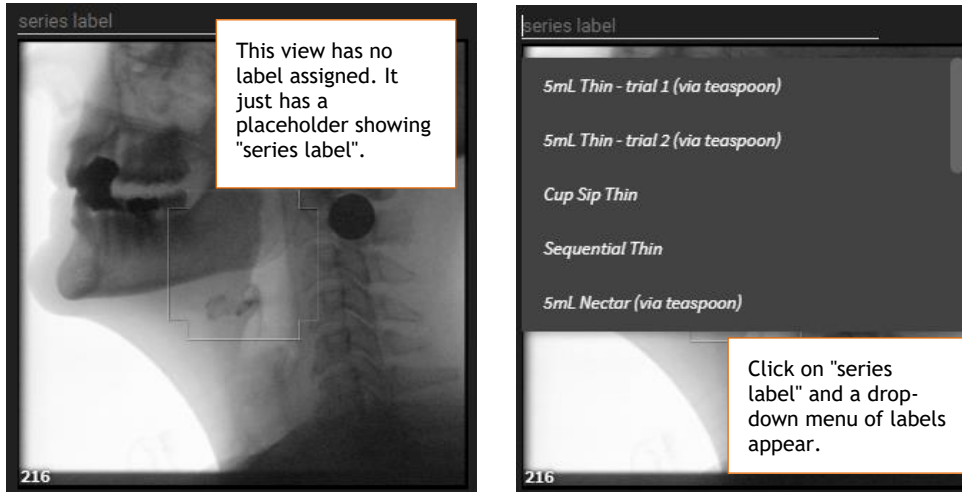 series label
This view has no
label assigned. It
just has a
placeholder showing
"series label".
216
series label
5mL Thin - trial 1 (via teaspoon)
5mL Thin - trial 2 (via teaspoon)
Cup Sip Thin
Sequential Thin
5mL Nectar (via teaspoon)
Click on "series
label" and a drop-
down menu of labels
appear.
216